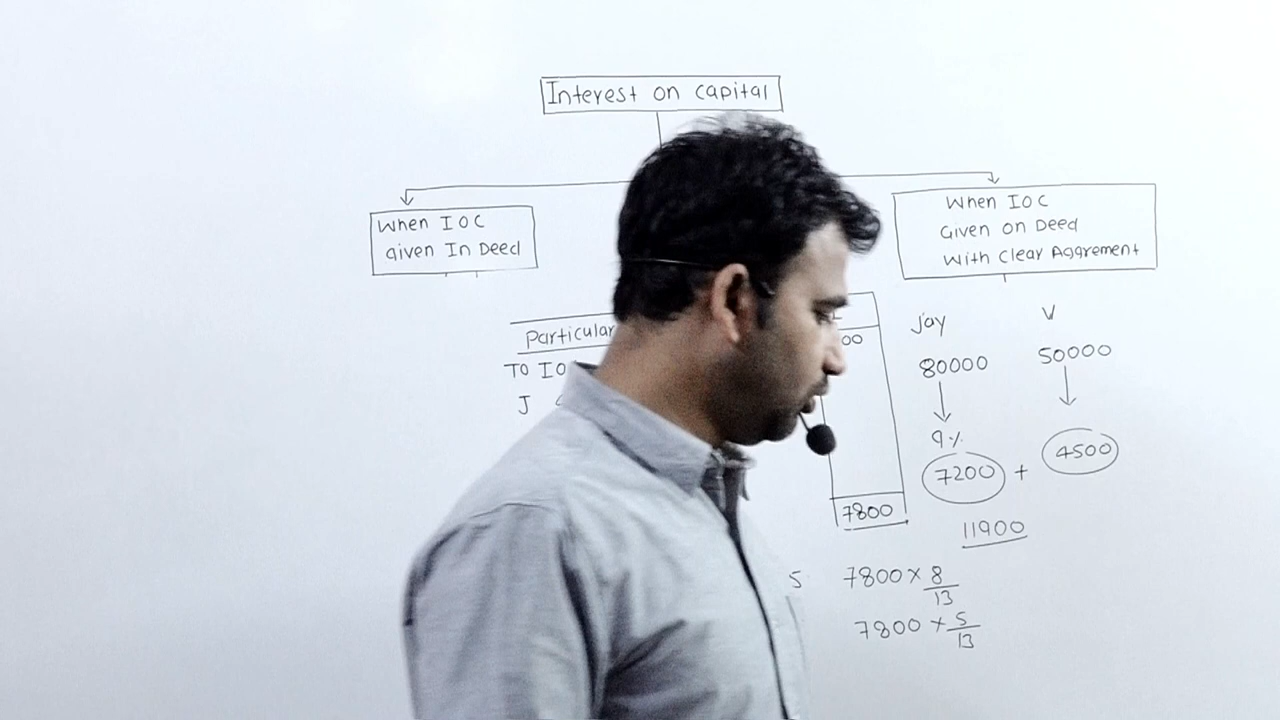 Interest on capital
When IOC
given In Deed
When IOC
Given on Deed
With Clear Aggrement
Particular
TO IO
J
00
7800
Jay
V
80000
50000
9%
7200 + 4500
11900
5
7800 × 8/13
7800 × 5/13